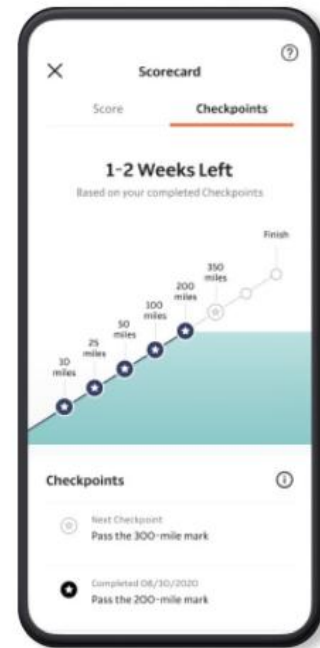 Scorecard
Score
Checkpoints
1-2 Weeks Left
Based on your completed Checkpoints
Finish
350
miles
200
miles
100
miles
50
miles
25
miles
10
miles
Checkpoints
Next Checkpoint
Pass the 300-mile mark
Completed 08/30/2020
Pass the 200-mile mark